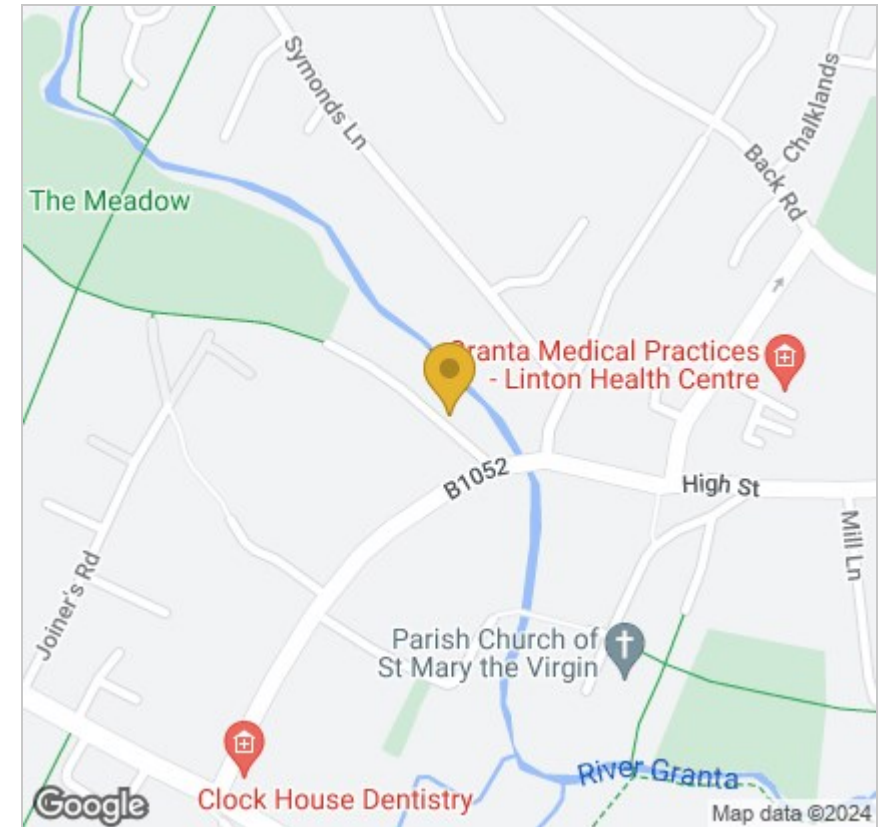 Symonds Ln
Chalklands
Back Rd
The Meadow
Granta Medical Practices
- Linton Health Centre
B1052
High St
Mill Ln
Joiner's Rd
Parish Church of
St Mary the Virgin
River Granta
Clock House Dentistry
Google
Map data ©2024